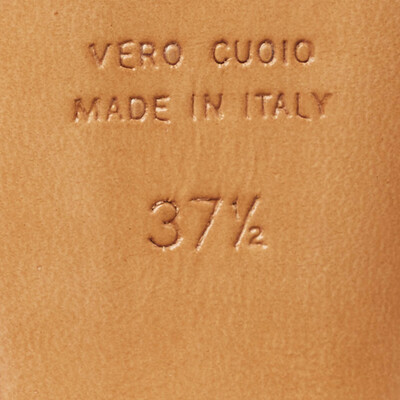 VERO CUOIO
MADE IN ITALY
37½